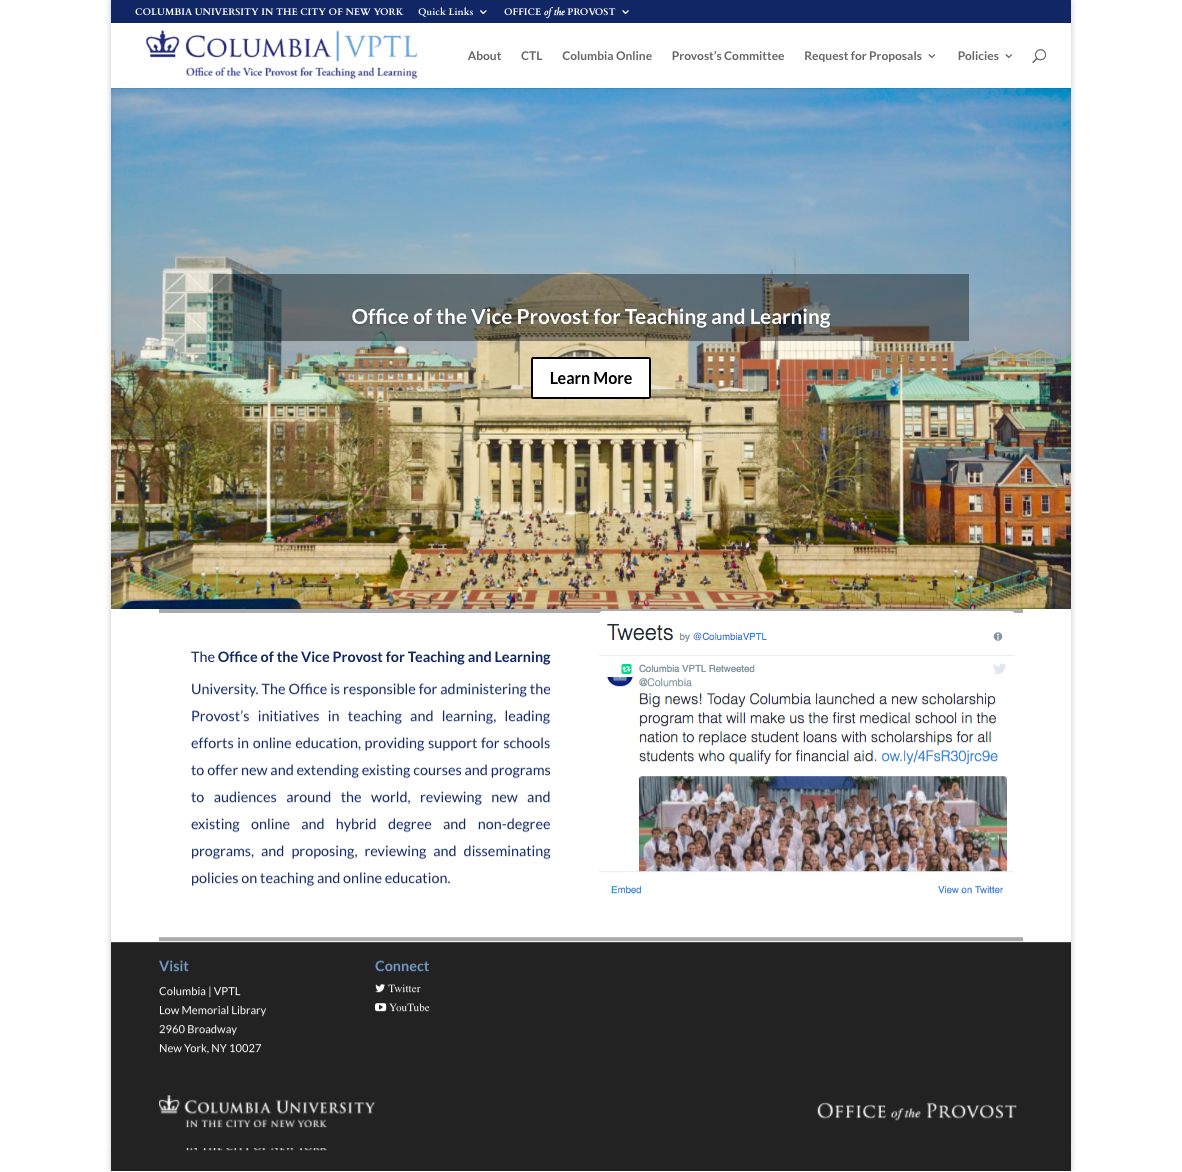 COLUMBIA UNIVERSITY IN THE CITY OF NEW YORK Quick Links OFFICE of the PROVOST
COLUMBIA | VPTL
Office of the Vice Provost for Teaching and Learning
About CTL Columbia Online Provost's Committee Request for Proposals Policies
Office of the Vice Provost for Teaching and Learning
Learn More
The Office of the Vice Provost for Teaching and Learning
University. The Office is responsible for administering the
Provost's initiatives in teaching and learning, leading
efforts in online education, providing support for schools
to offer new and extending existing courses and programs
to audiences around the world, reviewing new and
existing online and hybrid degree and non-degree
programs, and proposing, reviewing and disseminating
policies on teaching and online education.
Tweets by @ColumbiaVPTL
Columbia VPTL Retweeted
@Columbia
Big news! Today Columbia launched a new scholarship
program that will make us the first medical school in the
nation to replace student loans with scholarships for all
students who qualify for financial aid. ow.ly/4FsR30jrc9e
Embed View on Twitter
Visit
Columbia | VPTL
Low Memorial Library
2960 Broadway
New York, NY 10027
Connect
Twitter
YouTube
COLUMBIA UNIVERSITY
IN THE CITY OF NEW YORK
IN THE CITY OF NEW YORK
OFFICE of the PROVOST